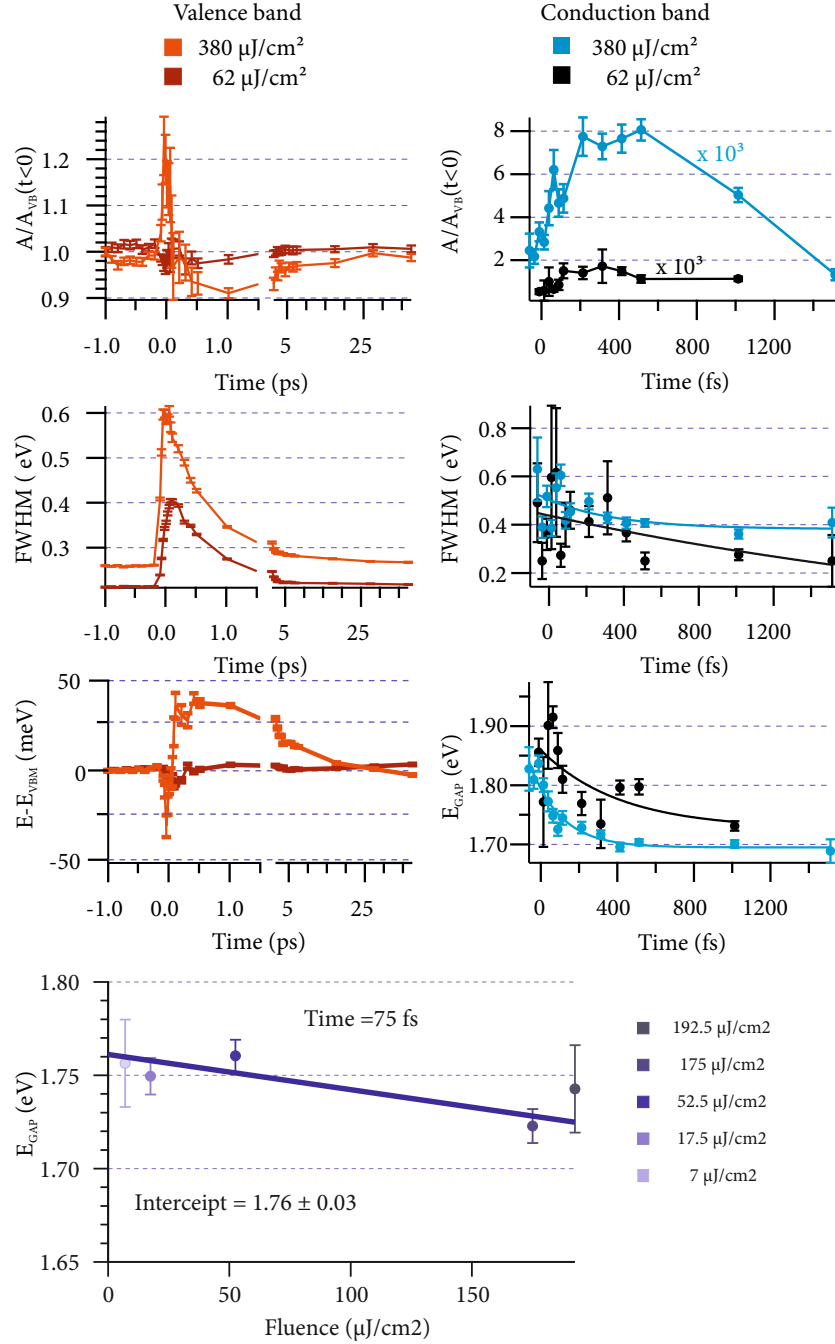 Valence band
380 µJ/cm²
62 µJ/cm²
Conduction band
380 µJ/cm²
62 µJ/cm²
A/A_VB(t<0)
1.2
1.1
1.0
0.9
-1.0 0.0 1.0 5 25
Time (ps)
A/A_VB(t<0)
8
6
4
2
x 10³
x 10³
0 400 800 1200
Time (fs)
FWHM ( eV)
0.6
0.5
0.4
0.3
-1.0 0.0 1.0 5 25
Time (ps)
FWHM ( eV)
0.8
0.6
0.4
0.2
0 400 800 1200
Time (fs)
E-E_VBM (meV)
50
0
-50
-1.0 0.0 1.0 5 25
Time (ps)
E_GAP (eV)
1.90
1.80
1.70
0 400 800 1200
Time (fs)
E_GAP (eV)
1.80
1.75
1.70
1.65
Time =75 fs
Interceipt = 1.76 ± 0.03
0 50 100 150
Fluence (µJ/cm2)
192.5 µJ/cm2
175 µJ/cm2
52.5 µJ/cm2
17.5 µJ/cm2
7 µJ/cm2